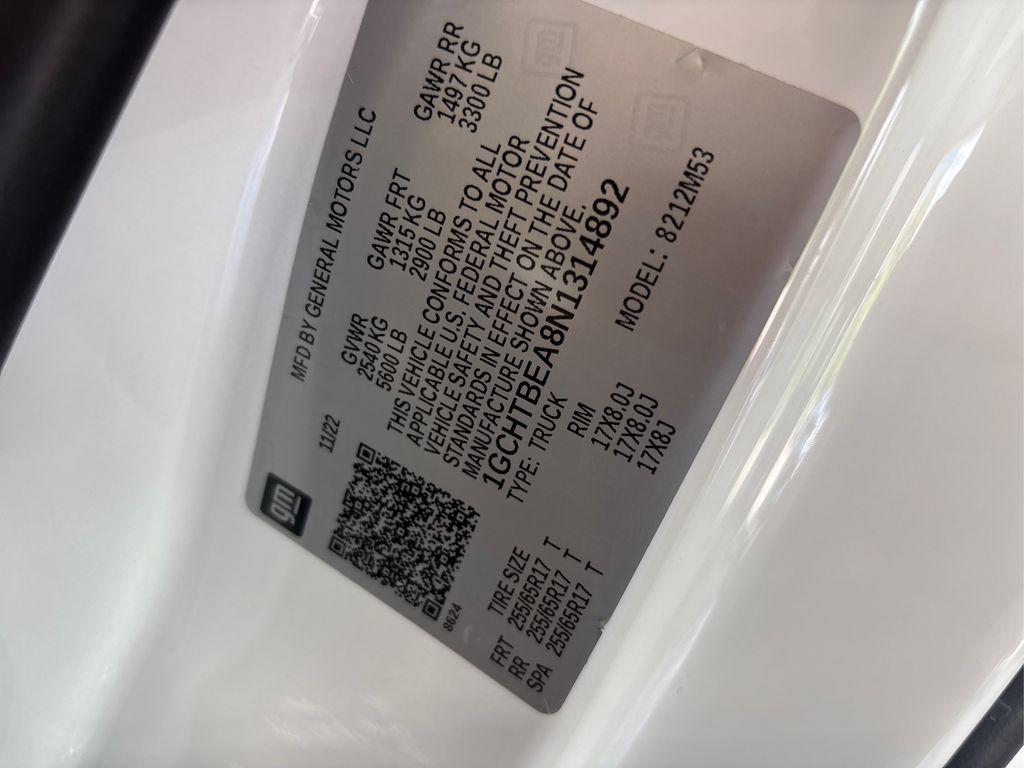 gm
MFD BY GENERAL MOTORS LLC
11/22
GVWR GAWR FRT GAWR RR
2540 KG 1315 KG 1497 KG
5600 LB 2900 LB 3300 LB
THIS VEHICLE CONFORMS TO ALL
APPLICABLE U.S. FEDERAL MOTOR
VEHICLE SAFETY AND THEFT PREVENTION
STANDARDS IN EFFECT ON THE DATE OF
MANUFACTURE SHOWN ABOVE.
1GCHTBEA8N1314892
TYPE: TRUCK
8624
MODEL: 8212M53
TIRE SIZE RIM
FRT 255/65R17 T 17X8.0J
RR 255/65R17 T 17X8.0J
SPA 255/65R17 T 17X8J
gm
gm